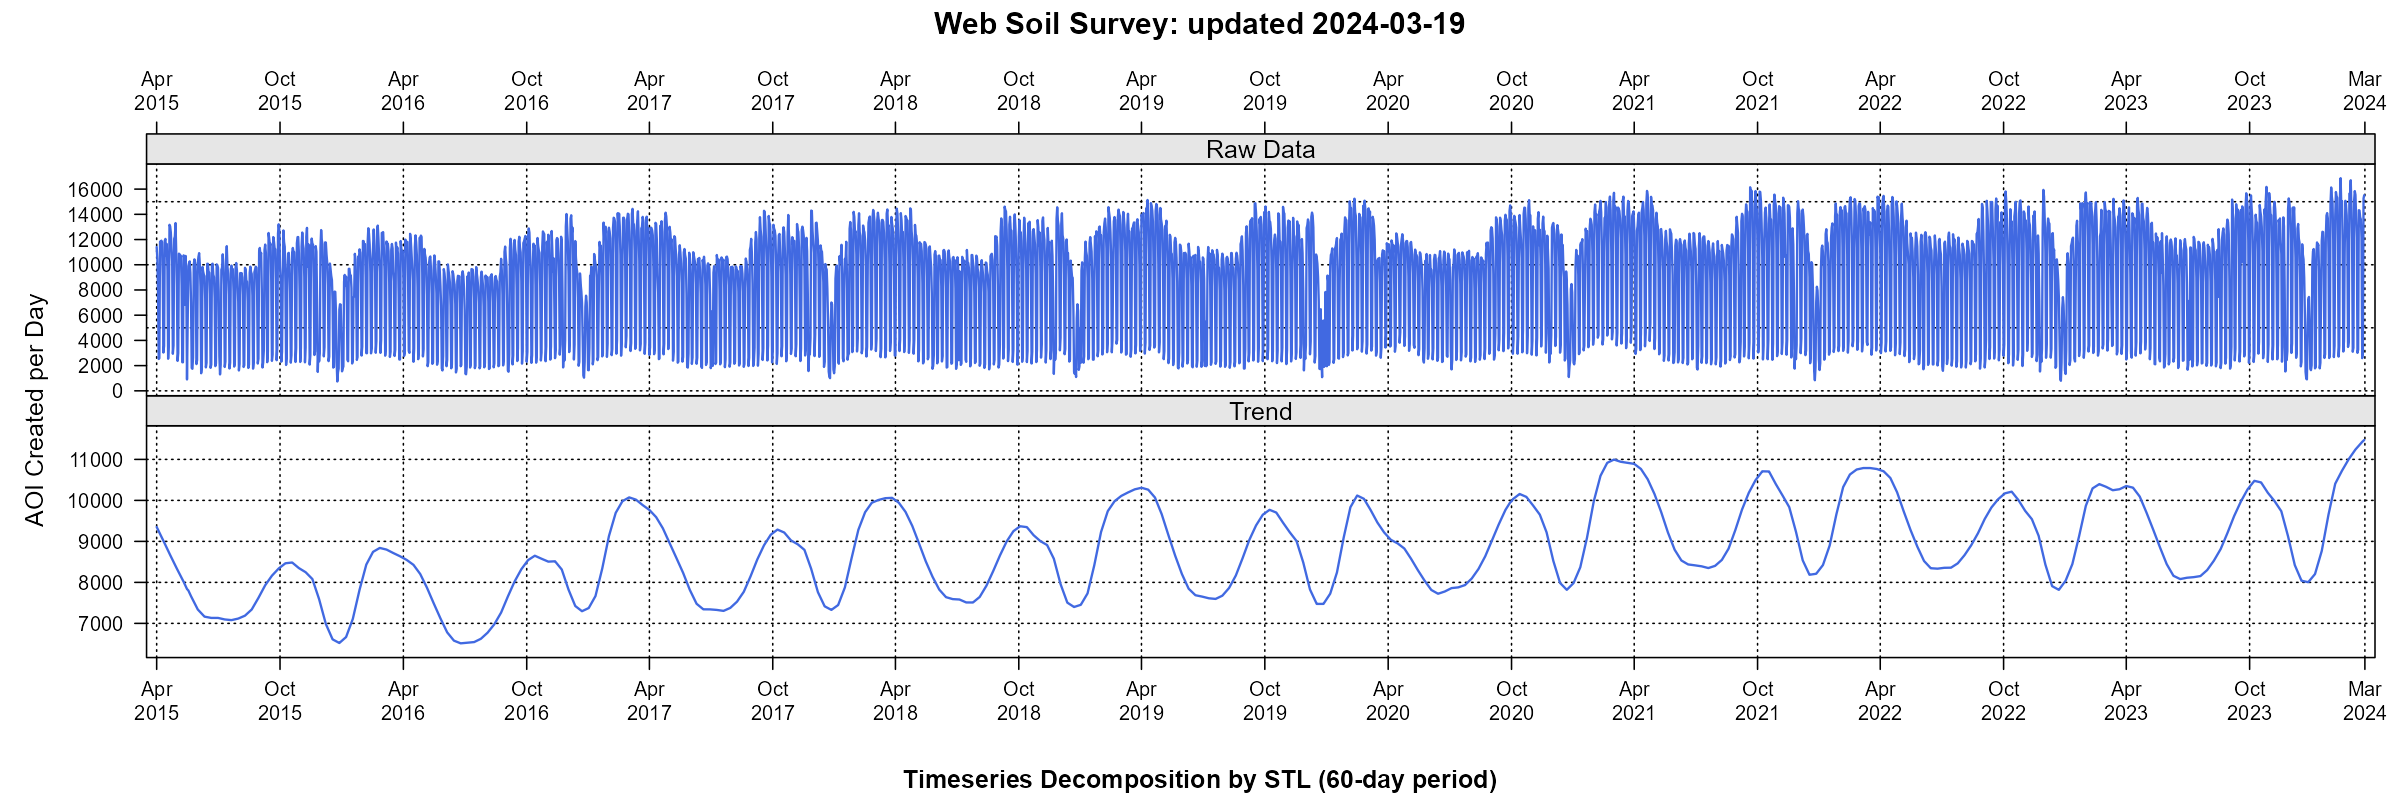 Web Soil Survey: updated 2024-03-19
Apr Oct Apr Oct Apr Oct Apr Oct Apr Oct Apr Oct Apr Oct Apr Oct Apr Oct Mar
2015 2015 2016 2016 2017 2017 2018 2018 2019 2019 2020 2020 2021 2021 2022 2022 2023 2023 2024
Raw Data
16000
14000
12000
10000
8000
6000
4000
2000
0
AOI Created per Day
Trend
11000
10000
9000
8000
7000
Apr Oct Apr Oct Apr Oct Apr Oct Apr Oct Apr Oct Apr Oct Apr Oct Apr Oct Mar
2015 2015 2016 2016 2017 2017 2018 2018 2019 2019 2020 2020 2021 2021 2022 2022 2023 2023 2024
Timeseries Decomposition by STL (60-day period)